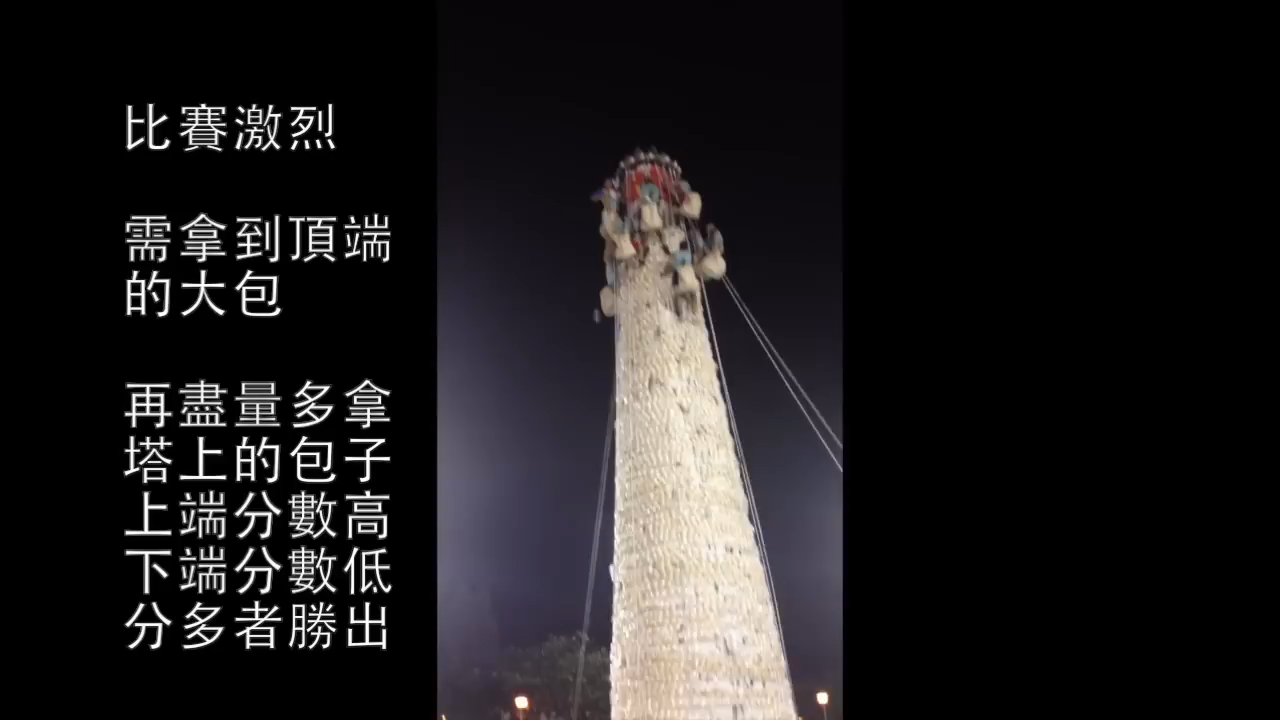 比賽激烈
需拿到頂端
的大包
再盡量多拿
塔上的包子
上端分數高
下端分數低
分多者勝出